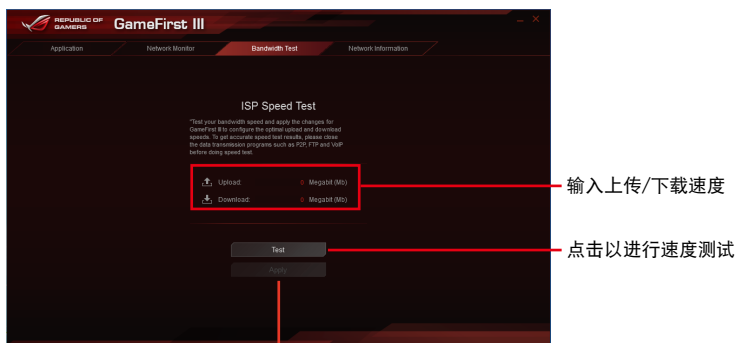 REPUBLIC OF
GAMERS
GameFirst III
Application
Network Monitor
Bandwidth Test
Network Information
ISP Speed Test
*Test your bandwidth speed and apply the changes for
GameFirst III to configure the optimal upload and download
speeds. To get accurate speed test results, please close
the data transmission programs such as P2P, FTP and VoIP
before doing speed test.
Upload: 0 Megabit (Mb)
Download: 0 Megabit (Mb)
输入上传/下载速度
Test
点击以进行速度测试
Apply